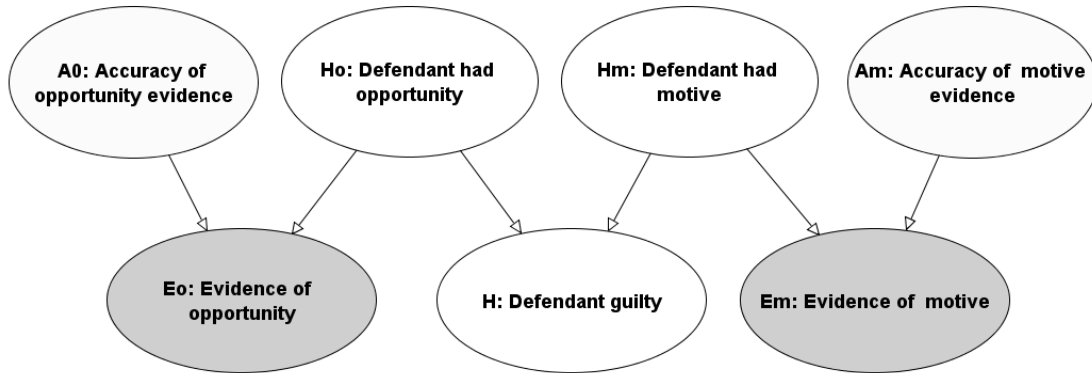 A0: Accuracy of
opportunity evidence
Ho: Defendant had
opportunity
Hm: Defendant had
motive
Am: Accuracy of motive
evidence
Eo: Evidence of
opportunity
H: Defendant guilty
Em: Evidence of motive